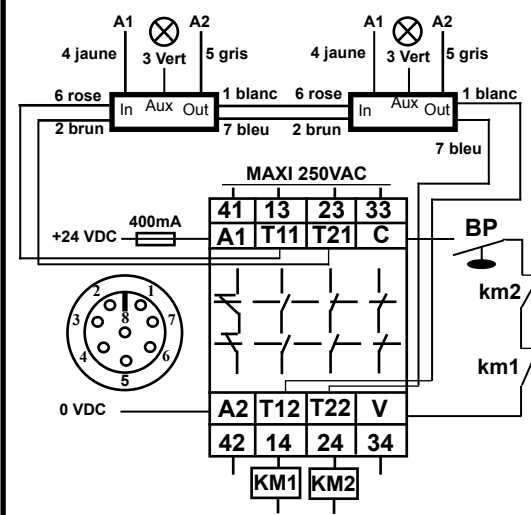 A1 A2 A1 A2
4 jaune 3 Vert 5 gris 4 jaune 3 Vert 5 gris
6 rose In Aux Out 1 blanc 6 rose In Aux Out 1 blanc
2 brun 7 bleu 2 brun 7 bleu
MAXI 250VAC
41 13 23 33
+24 VDC 400mA A1 T11 T21 C BP
km2
2 1
3 8 7
4 6
5
km1
0 VDC A2 T12 T22 V
42 14 24 34
KM1 KM2